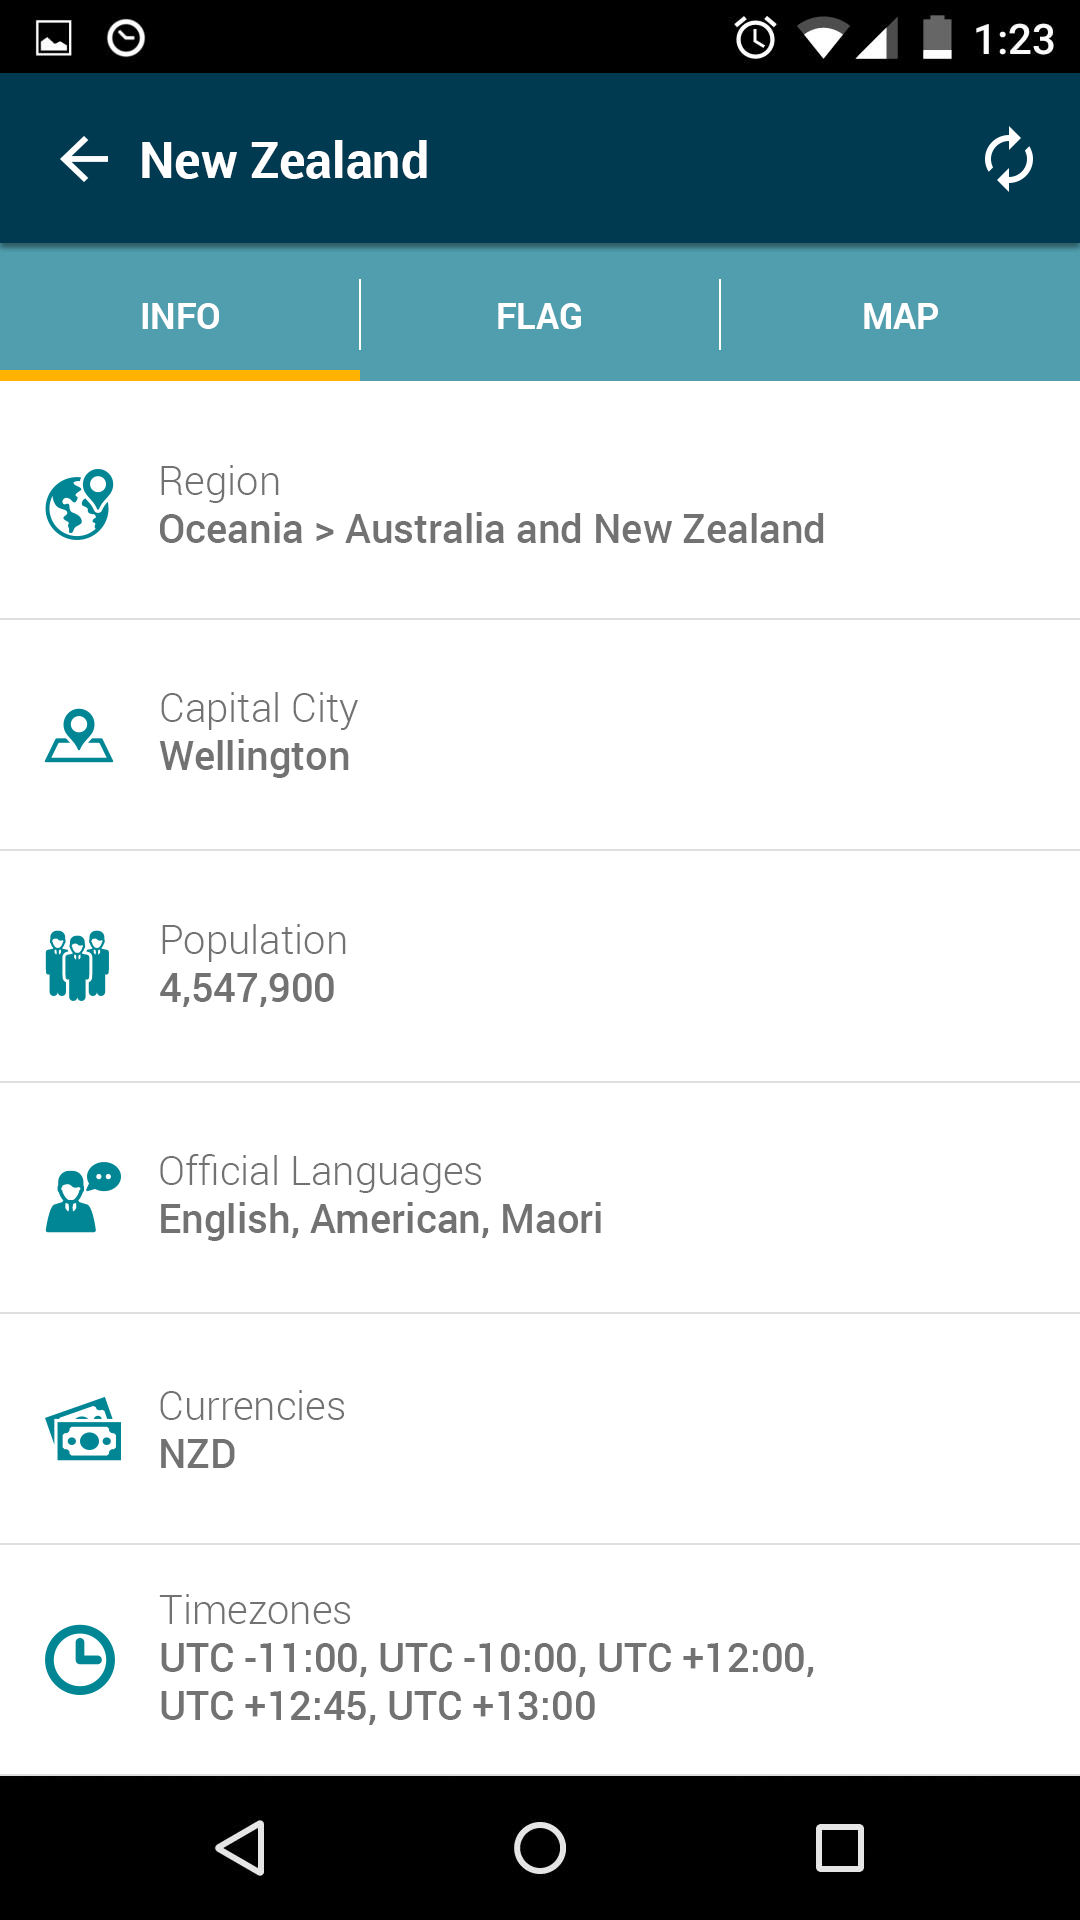 1:23
New Zealand
INFO
FLAG
MAP
Region
Oceania > Australia and New Zealand
Capital City
Wellington
Population
4,547,900
Official Languages
English, American, Maori
Currencies
NZD
Timezones
UTC -11:00, UTC -10:00, UTC +12:00,
UTC +12:45, UTC +13:00